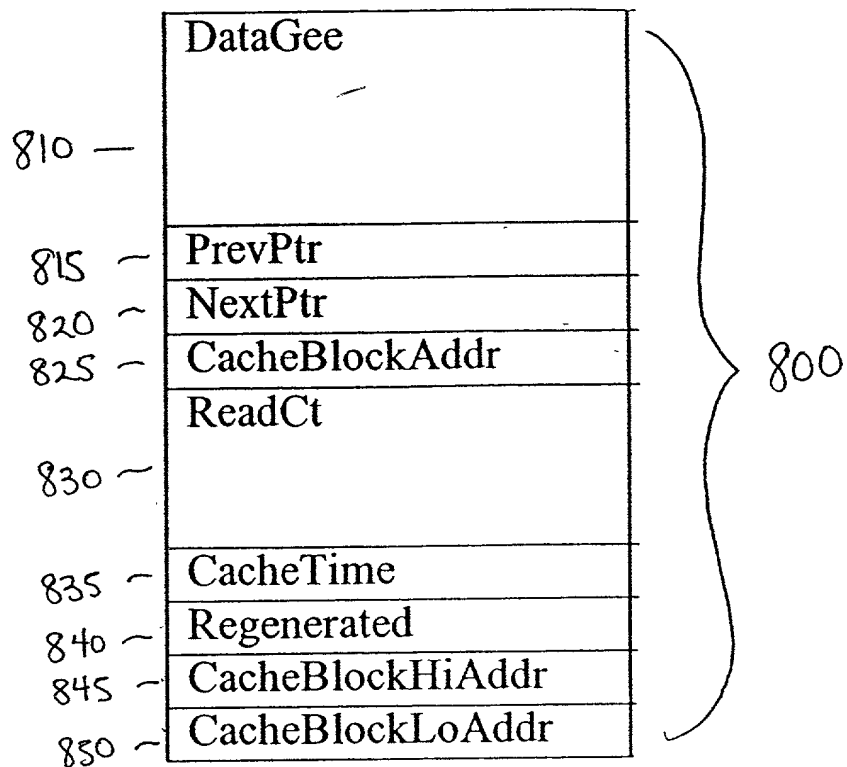 DataGee
810
PrevPtr
815
NextPtr
820
CacheBlockAddr
825
800
ReadCt
830
CacheTime
835
Regenerated
840
CacheBlockHiAddr
845
CacheBlockLoAddr
850